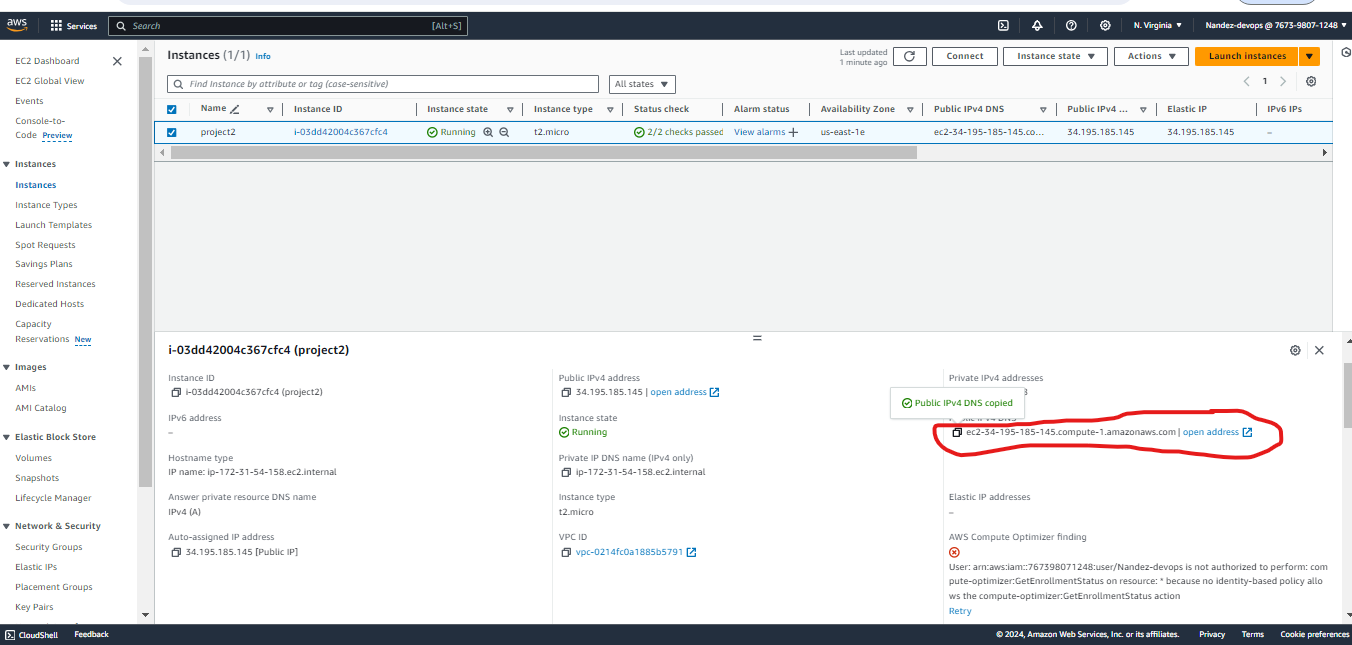 aws Services Search [Alt+S] N. Virginia Nandez-devops @ 7673-9807-1248
EC2 Dashboard
EC2 Global View
Events
Console-to-
Code Preview
Instances
Instances
Instance Types
Launch Templates
Spot Requests
Savings Plans
Reserved Instances
Dedicated Hosts
Capacity
Reservations New
Images
AMIs
AMI Catalog
Elastic Block Store
Volumes
Snapshots
Lifecycle Manager
Network & Security
Security Groups
Elastic IPs
Placement Groups
Key Pairs
Instances (1/1) Info
Last updated
1 minute ago
Connect Instance state Actions Launch instances
Find Instance by attribute or tag (case-sensitive) All states 1
Name Instance ID Instance state Instance type Status check Alarm status Availability Zone Public IPv4 DNS Public IPv4 ... Elastic IP IPv6 IPs
project2 i-03dd42004c367cfc4 Running t2.micro 2/2 checks passed View alarms + us-east-1e ec2-34-195-185-145.co... 34.195.185.145 34.195.185.145 –
i-03dd42004c367cfc4 (project2)
Instance ID
i-03dd42004c367cfc4 (project2)
IPv6 address
–
Hostname type
IP name: ip-172-31-54-158.ec2.internal
Answer private resource DNS name
IPv4 (A)
Auto-assigned IP address
34.195.185.145 [Public IP]
Public IPv4 address
34.195.185.145 | open address
Instance state
Running
Private IP DNS name (IPv4 only)
ip-172-31-54-158.ec2.internal
Instance type
t2.micro
VPC ID
vpc-0214fc0a1885b5791
Private IPv4 addresses
Public IPv4 DNS copied
ec2-34-195-185-145.compute-1.amazonaws.com | open address
Elastic IP addresses
–
AWS Compute Optimizer finding
User: arn:aws:iam::767398071248:user/Nandez-devops is not authorized to perform: com
pute-optimizer:GetEnrollmentStatus on resource: * because no identity-based policy allo
ws the compute-optimizer:GetEnrollmentStatus action
Retry
CloudShell Feedback © 2024, Amazon Web Services, Inc. or its affiliates. Privacy Terms Cookie preferences